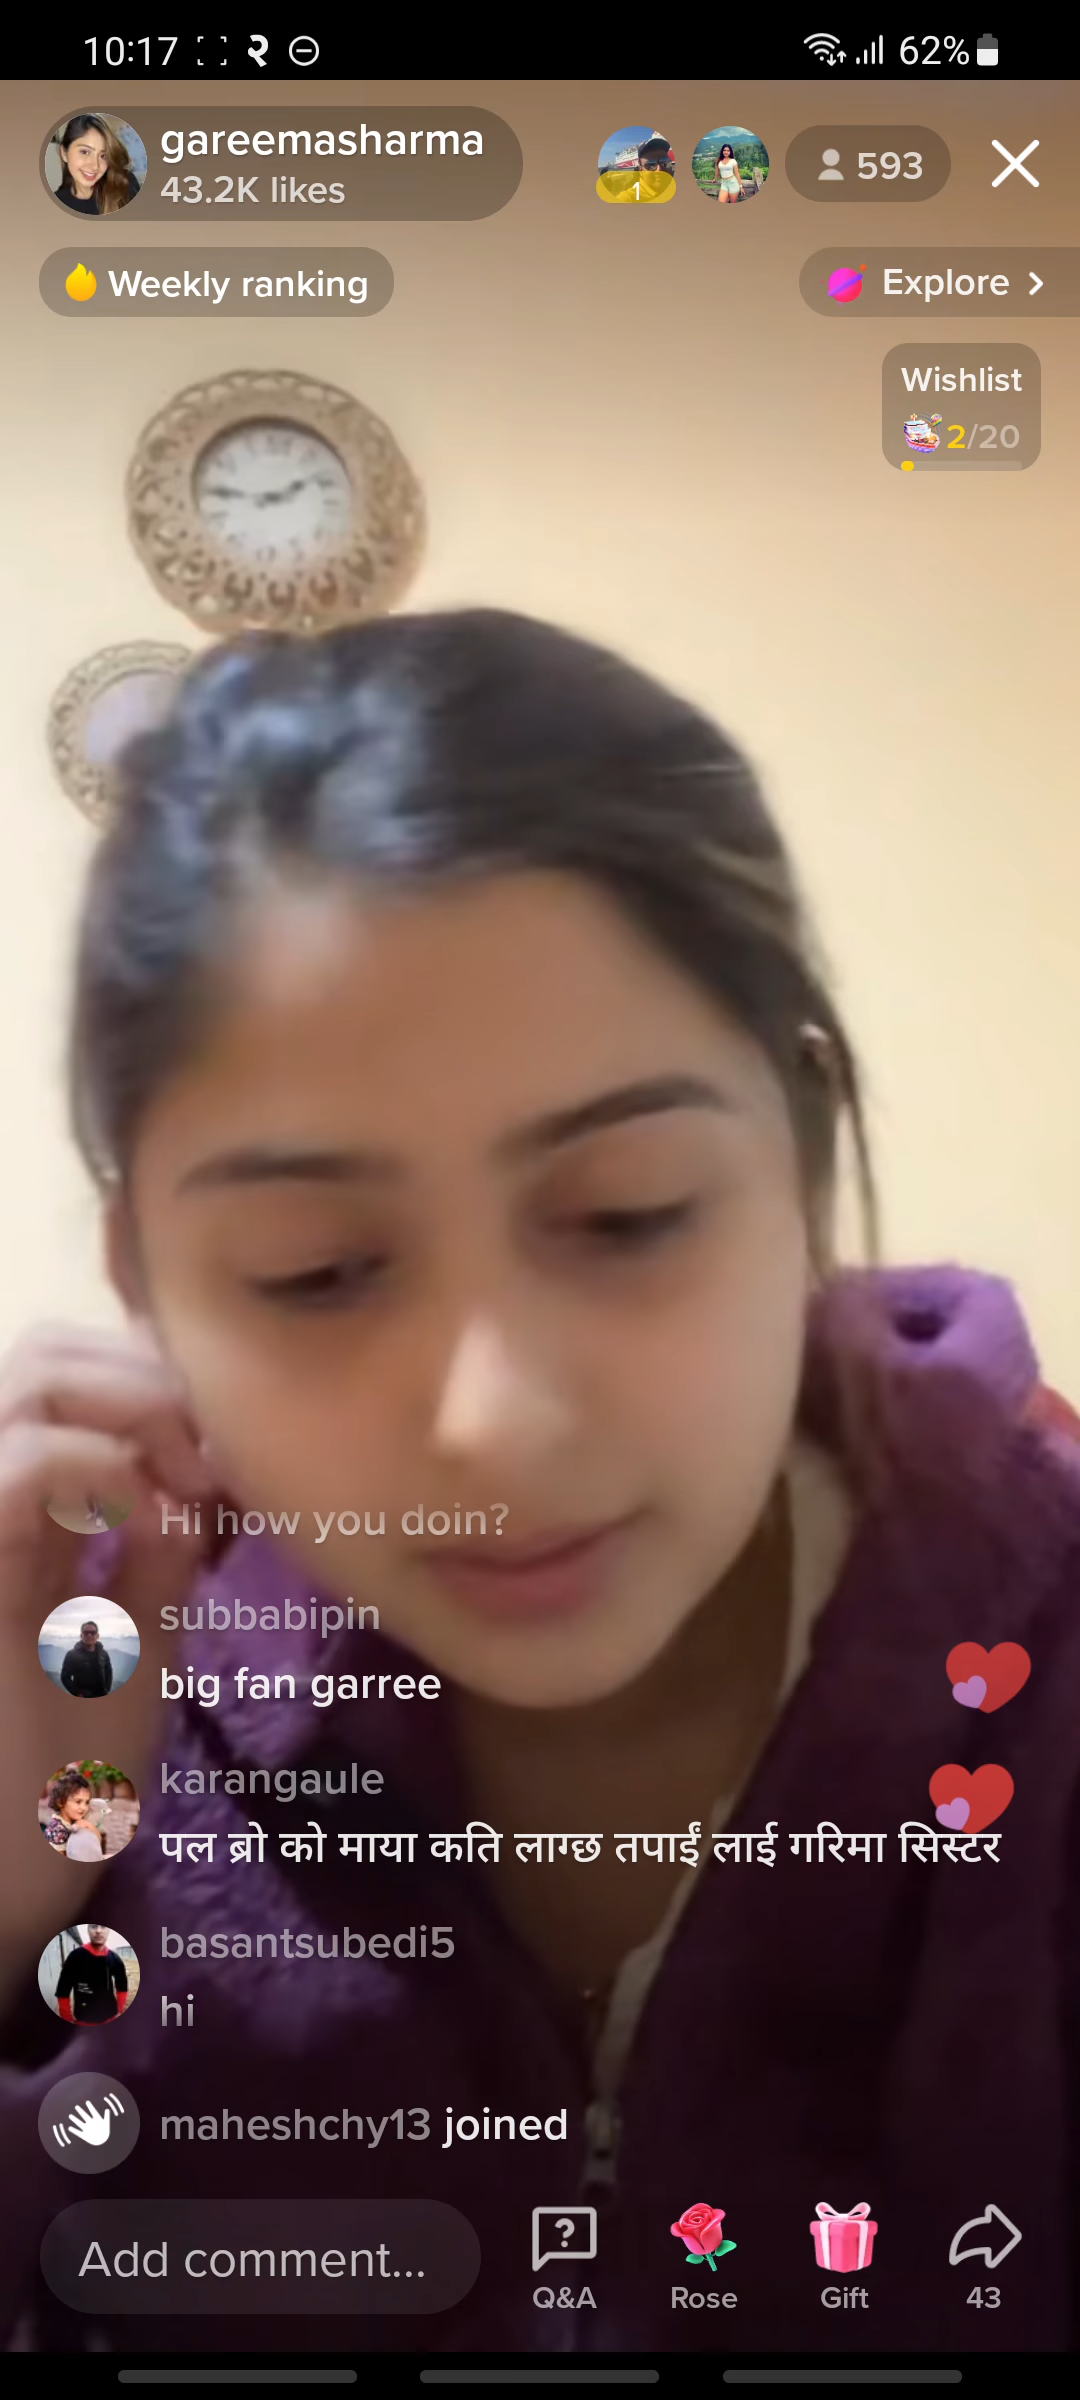 10:17
62%
gareemasharma
43.2K likes
1
593
Weekly ranking
Explore
Wishlist
2/20
Hi how you doin?
subbabipin
big fan garree
karangaule
पल ब्रो को माया कति लाग्छ तपाईं लाई गरिमा सिस्टर
basantsubedi5
hi
maheshchy13 joined
Add comment...
Q&A
Rose
Gift
43